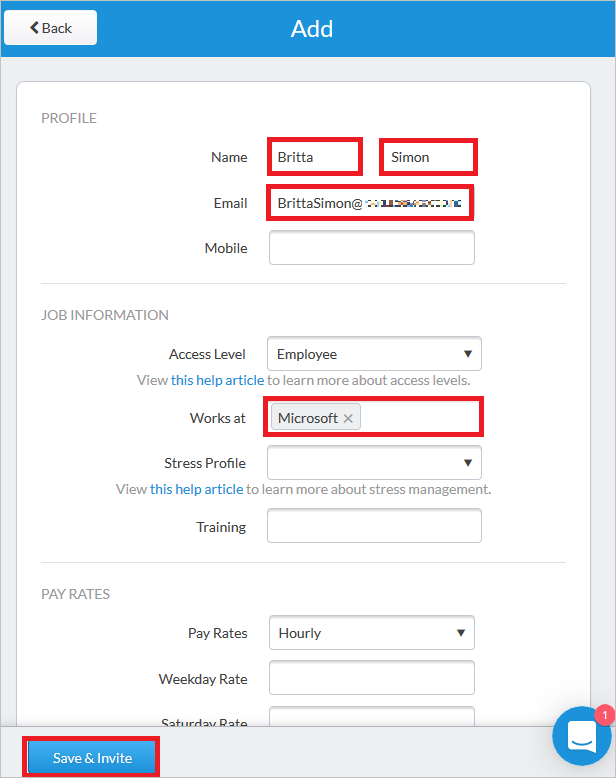 Back
Add
PROFILE
Name Britta Simon
Email BrittaSimon@
Mobile
JOB INFORMATION
Access Level Employee
View this help article to learn more about access levels.
Works at Microsoft ×
Stress Profile
View this help article to learn more about stress management.
Training
PAY RATES
Pay Rates Hourly
Weekday Rate
Saturday Rate
1
Save & Invite